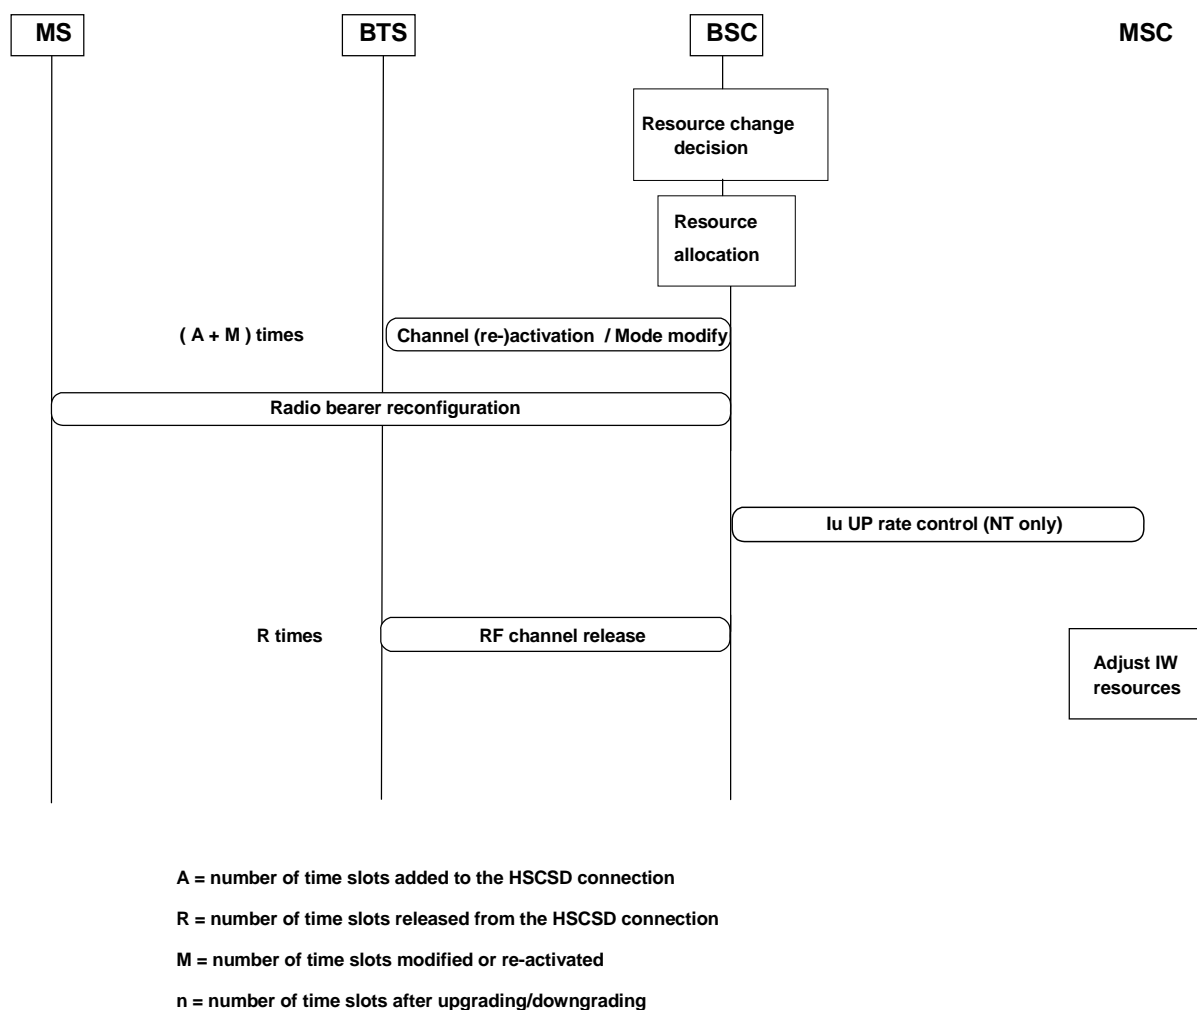 MS BTS BSC MSC
Resource change
decision
Resource
allocation
( A + M ) times Channel (re-)activation / Mode modify
Radio bearer reconfiguration
Iu UP rate control (NT only)
R times RF channel release
Adjust IW
resources
A = number of time slots added to the HSCSD connection
R = number of time slots released from the HSCSD connection
M = number of time slots modified or re-activated
n = number of time slots after upgrading/downgrading